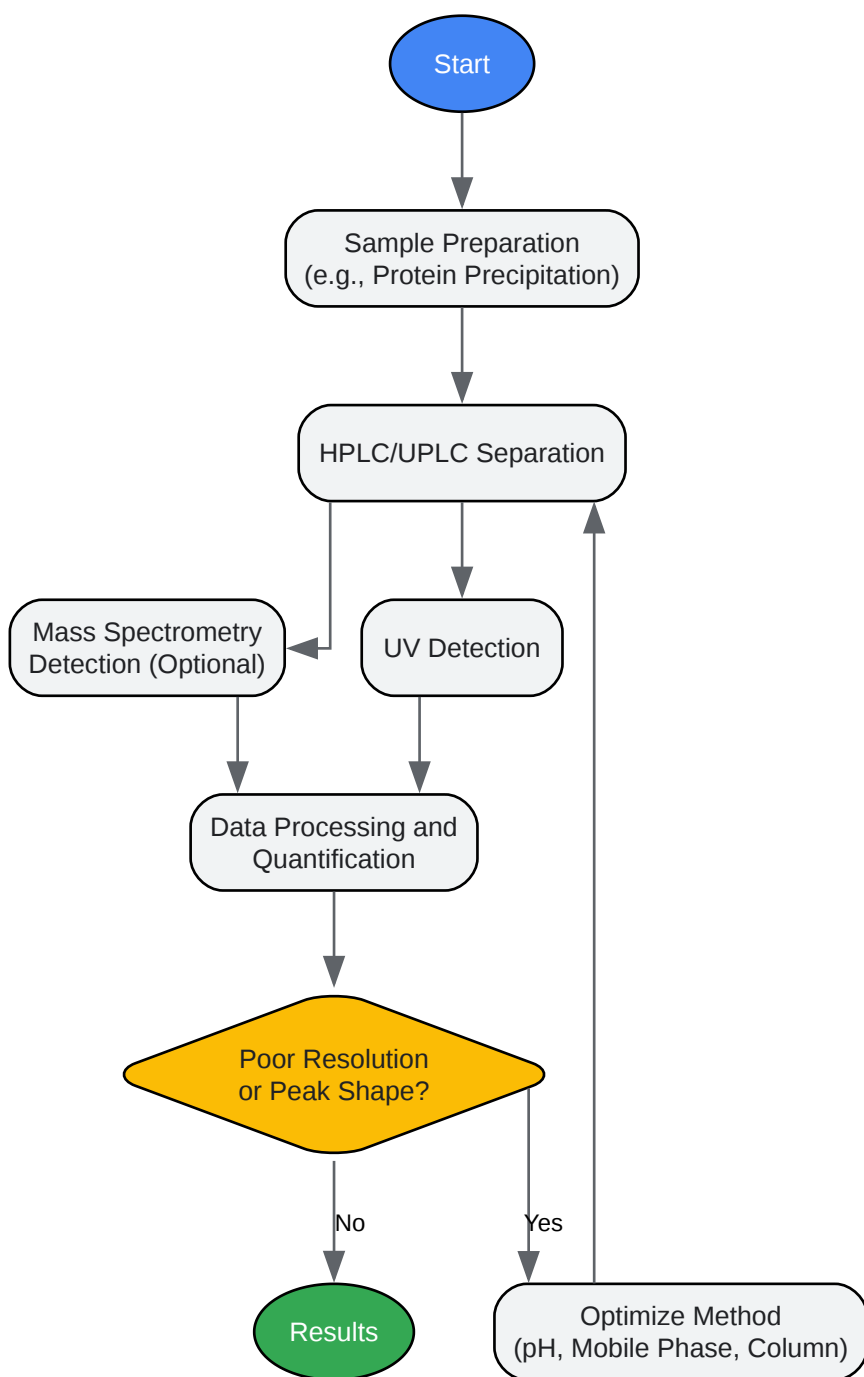 Start
Sample Preparation
(e.g., Protein Precipitation)
HPLC/UPLC Separation
Mass Spectrometry
Detection (Optional)
UV Detection
Data Processing and
Quantification
Poor Resolution
or Peak Shape?
No
Yes
Results
Optimize Method
(pH, Mobile Phase, Column)